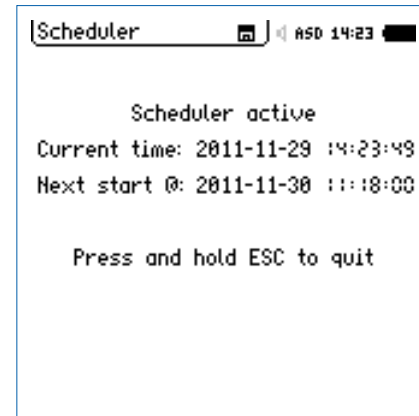 Scheduler ASD 14:23
Scheduler active
Current time: 2011-11-29 14:23:49
Next start @: 2011-11-30 11:18:00
Press and hold ESC to quit